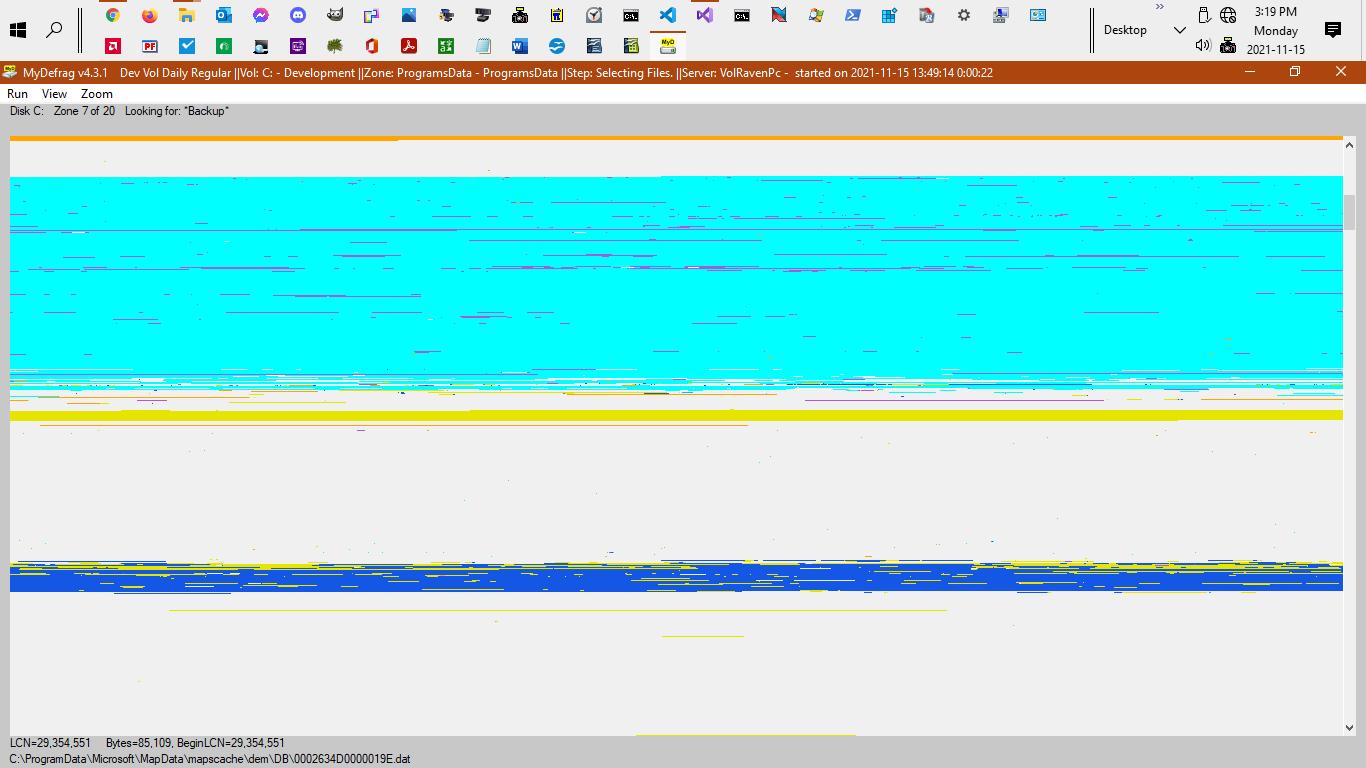 3:19 PM
Desktop
Monday
2021-11-15
MyDefrag v4.3.1 Dev Vol Daily Regular ||Vol: C: - Development ||Zone: ProgramsData - ProgramsData ||Step: Selecting Files. ||Server: VolRavenPc - started on 2021-11-15 13:49:14 0:00:22
Run View Zoom
Disk C: Zone 7 of 20 Looking for: "Backup"
LCN=29,354,551 Bytes=85,109, BeginLCN=29,354,551
C:\ProgramData\Microsoft\MapData\mapscache\dem\DB\0002634D0000019E.dat